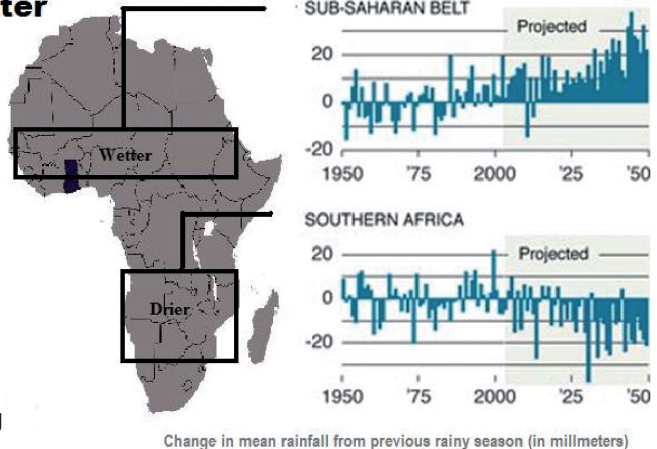 ter
Wetter
Drier
SUB-SAHARAN BELT
Projected
20
0
-20
1950 '75 2000 '25 '50
SOUTHERN AFRICA
Projected
20
0
-20
1950 '75 2000 '25 '50
Change in mean rainfall from previous rainy season (in millmeters)